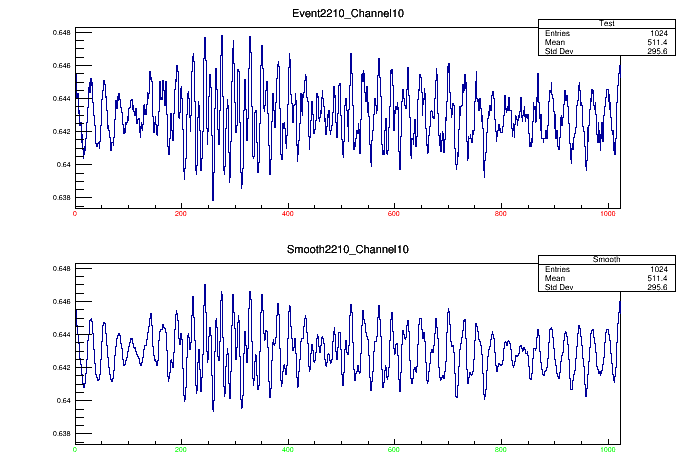 Event2210_Channel10
Test
Entries 1024
Mean 511.4
Std Dev 295.6
0.648
0.646
0.644
0.642
0.64
0.638
0 200 400 600 800 1000
Smooth2210_Channel10
Smooth
Entries 1024
Mean 511.4
Std Dev 295.6
0.648
0.646
0.644
0.642
0.64
0.638
0 200 400 600 800 1000